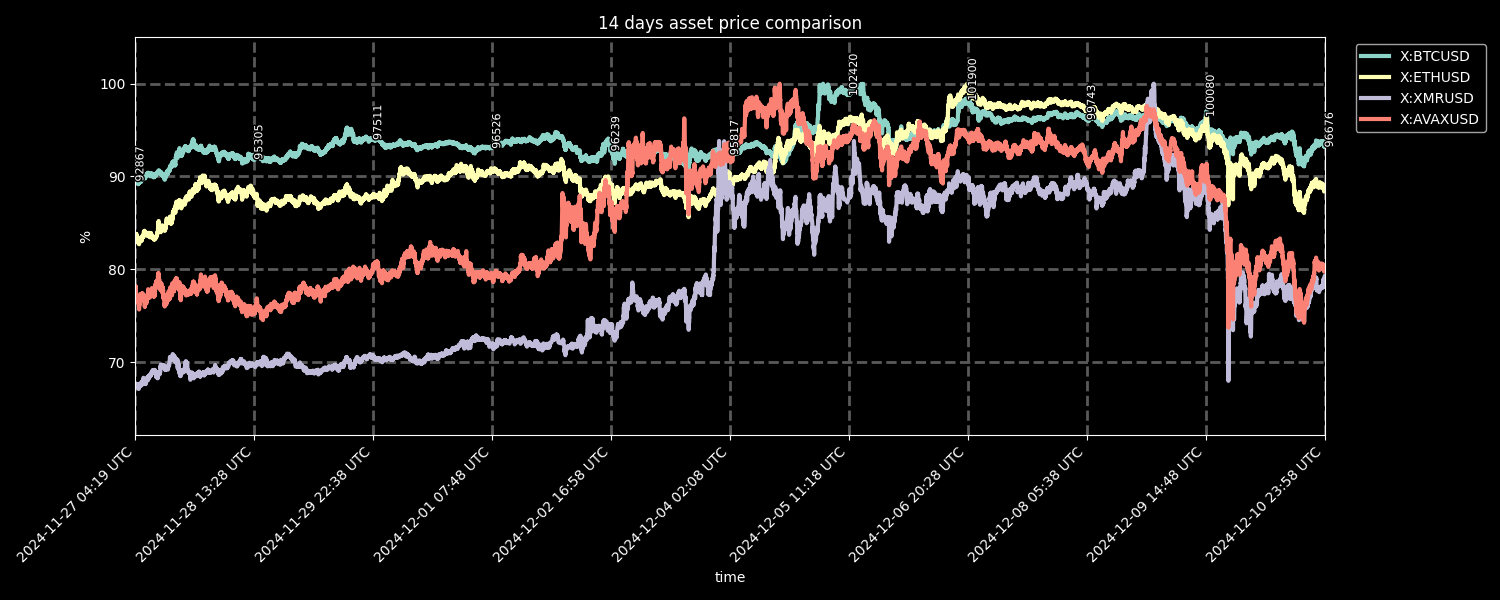 14 days asset price comparison
X:BTCUSD
X:ETHUSD
X:XMRUSD
X:AVAXUSD
100
90
80
70
%
92867
95305
97511
96526
96239
95817
102420
101900
99743
100080
96676
2024-11-27 04:19 UTC
2024-11-28 13:28 UTC
2024-11-29 22:38 UTC
2024-12-01 07:48 UTC
2024-12-02 16:58 UTC
2024-12-04 02:08 UTC
2024-12-05 11:18 UTC
2024-12-06 20:28 UTC
2024-12-08 05:38 UTC
2024-12-09 14:48 UTC
2024-12-10 23:58 UTC
time